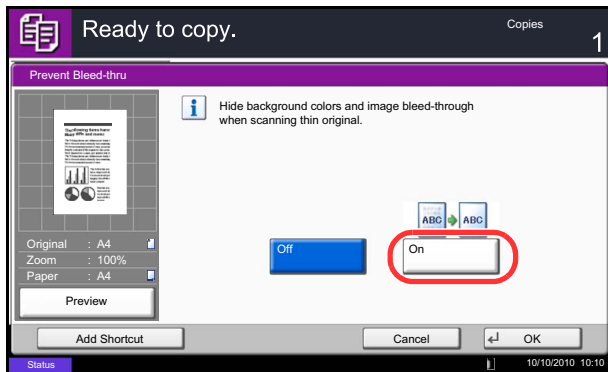 Ready to copy.
Copies
1
Prevent Bleed-thru
Hide background colors and image bleed-through
when scanning thin original.
ABC ABC
Original : A4
Zoom : 100%
Paper : A4
Off
On
Preview
Add Shortcut
Cancel
OK
Status
10/10/2010 10:10